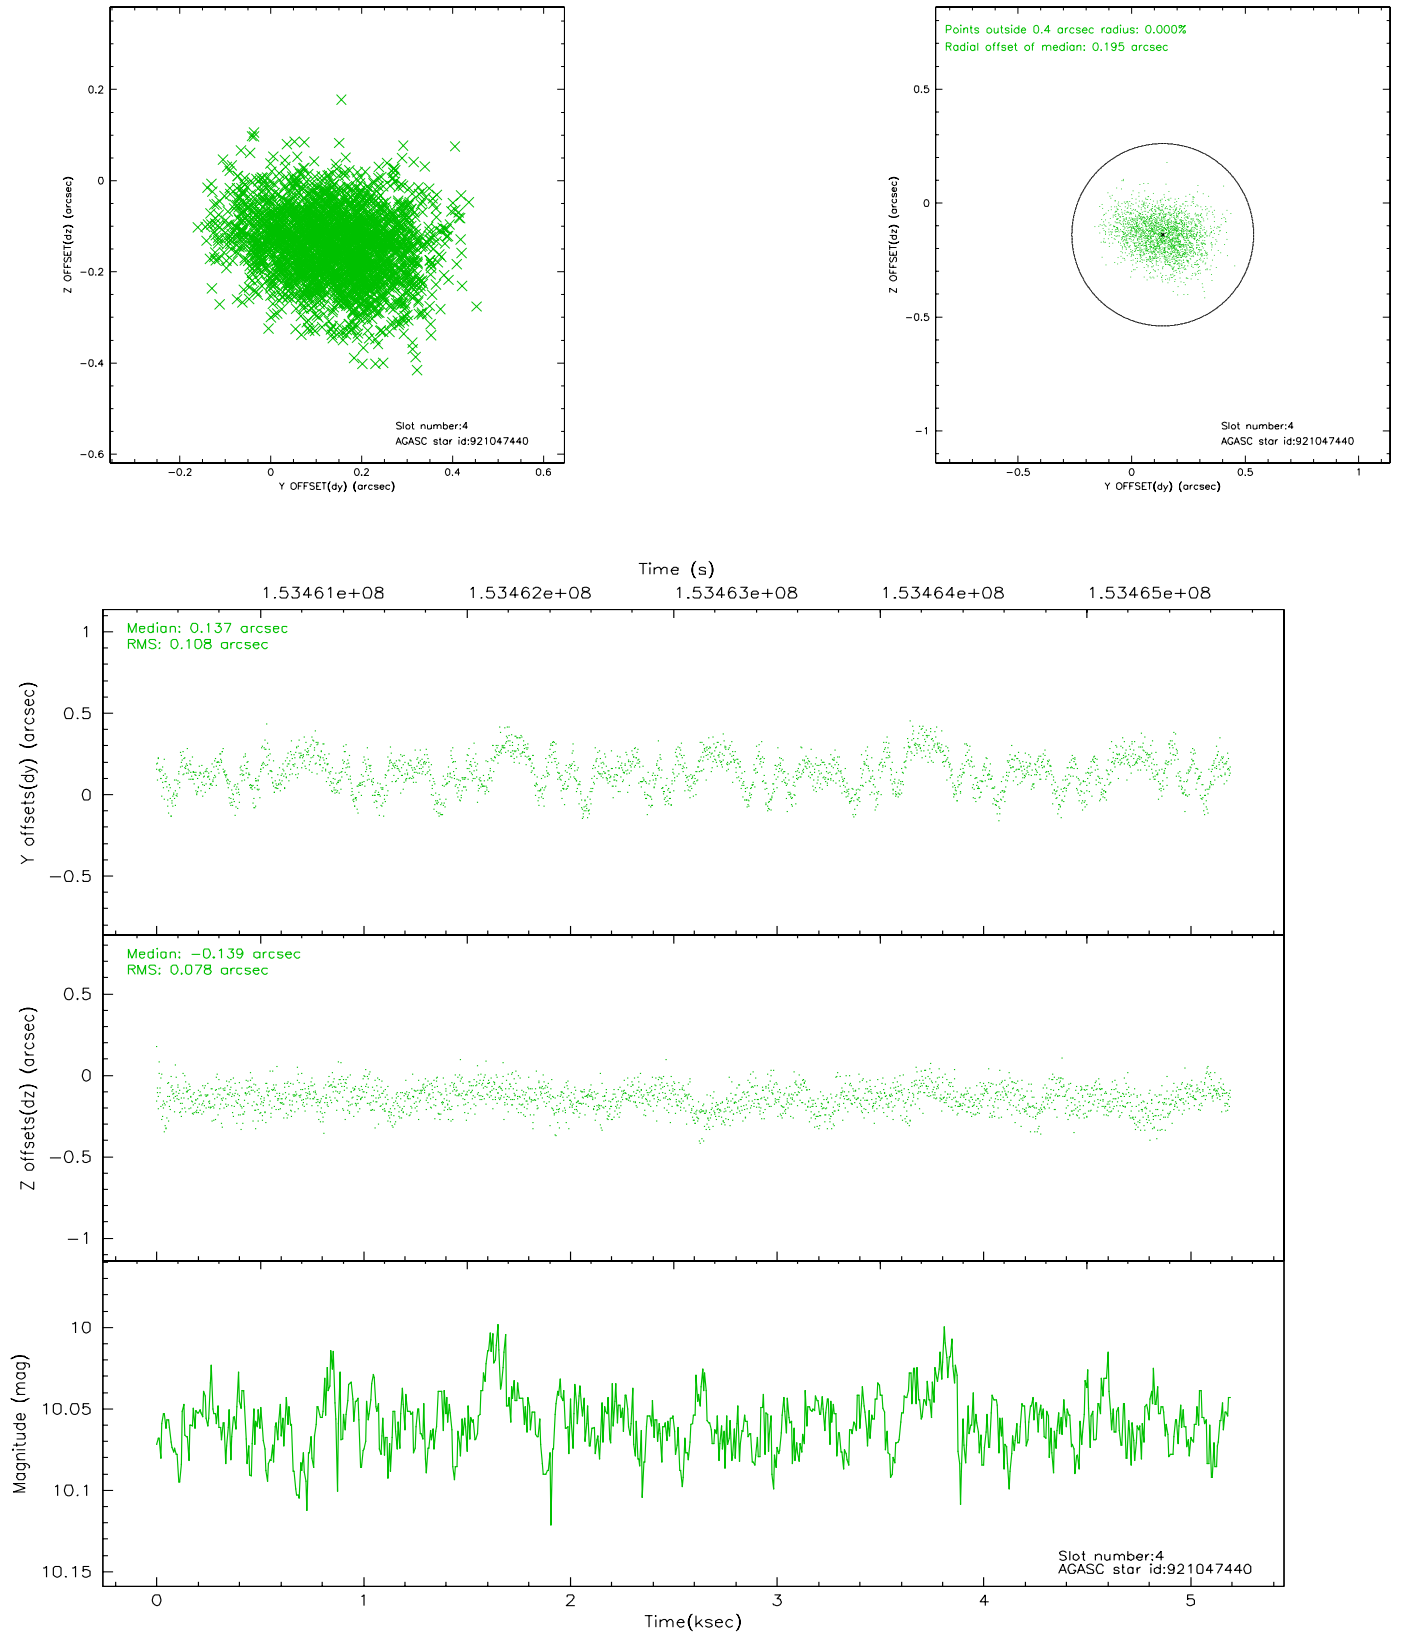 0.2
0
−0.2
−0.4
−0.6
Z OFFSET(dz) (arcsec)
Slot number:4
AGASC star id:921047440
−0.2 0 0.2 0.4 0.6
Y OFFSET(dy) (arcsec)
Points outside 0.4 arcsec radius: 0.000%
Radial offset of median: 0.195 arcsec
0.5
0
−0.5
−1
Z OFFSET(dz) (arcsec)
Slot number:4
AGASC star id:921047440
−0.5 0 0.5 1
Y OFFSET(dy) (arcsec)
Time (s)
1.53461e+08 1.53462e+08 1.53463e+08 1.53464e+08 1.53465e+08
Median: 0.137 arcsec
RMS: 0.108 arcsec
1
0.5
0
−0.5
Y offsets(dy) (arcsec)
Median: −0.139 arcsec
RMS: 0.078 arcsec
0.5
0
−0.5
−1
Z offsets(dz) (arcsec)
10
10.05
10.1
10.15
Magnitude (mag)
Slot number:4
AGASC star id:921047440
0 1 2 3 4 5
Time(ksec)